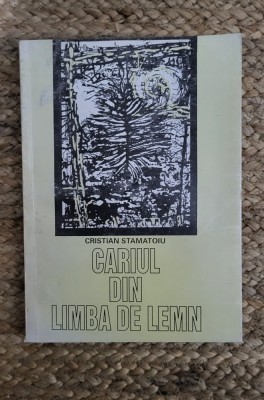 CRISTIAN STAMATOIU
CARIUL
DIN
LIMBA DE LEMN